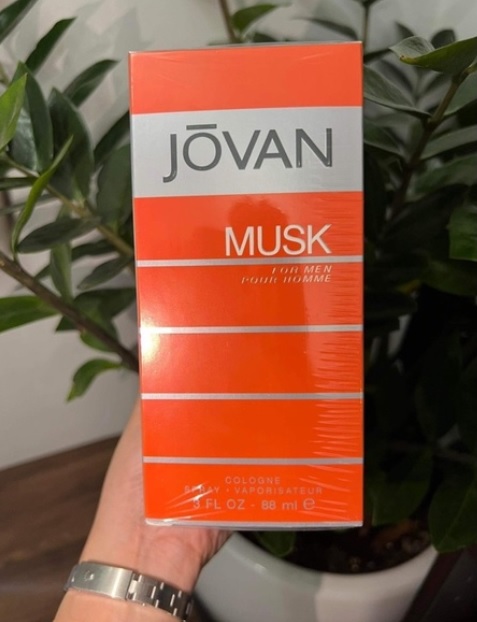 JŌVAN
MUSK
FOR MEN
POUR HOMME
COLOGNE
SPRAY • VAPORISATEUR
3 FL OZ - 88 ml ℮